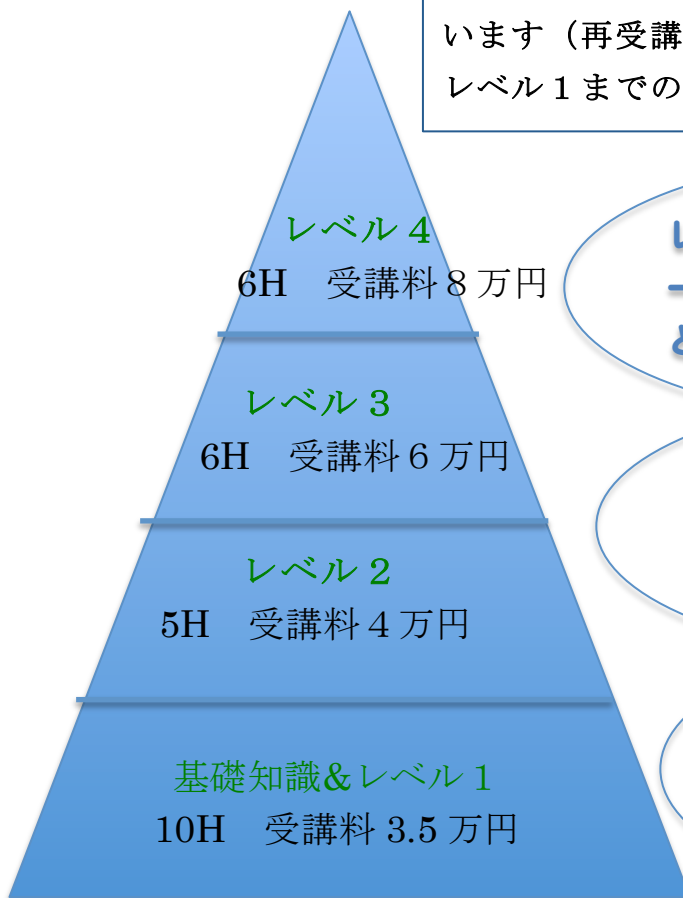 います（再受講
レベル１までの
レベル４
6H　受講料８万円
レベル３
6H　受講料６万円
レベル２
5H　受講料４万円
基礎知識&レベル１
10H　受講料 3.5 万円